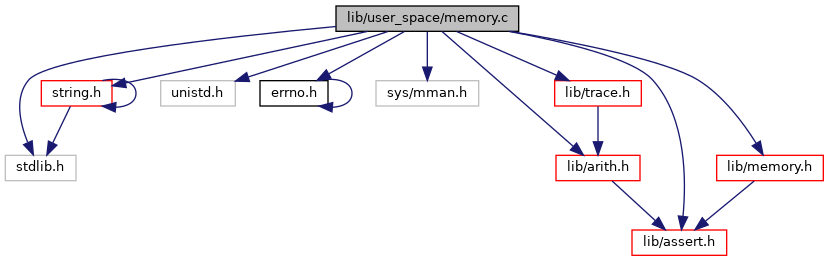 lib/user_space/memory.c
string.h
unistd.h
errno.h
sys/mman.h
lib/trace.h
stdlib.h
lib/arith.h
lib/memory.h
lib/assert.h